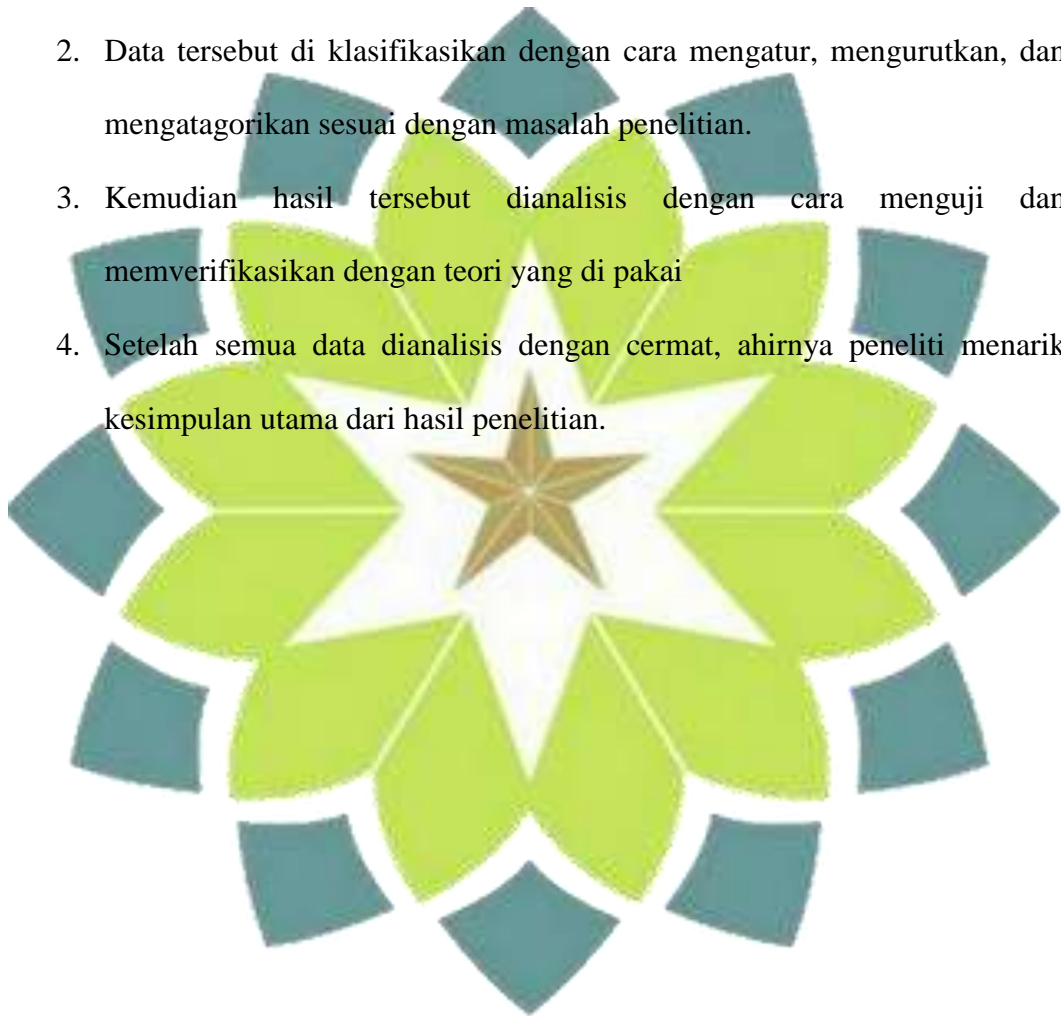 2. Data tersebut di klasifikasikan dengan cara mengatur, mengurutkan, dan
mengatagorikan sesuai dengan masalah penelitian.
3. Kemudian hasil tersebut dianalisis dengan cara menguji dan
memverifikasikan dengan teori yang di pakai
4. Setelah semua data dianalisis dengan cermat, ahirnya peneliti menarik
kesimpulan utama dari hasil penelitian.